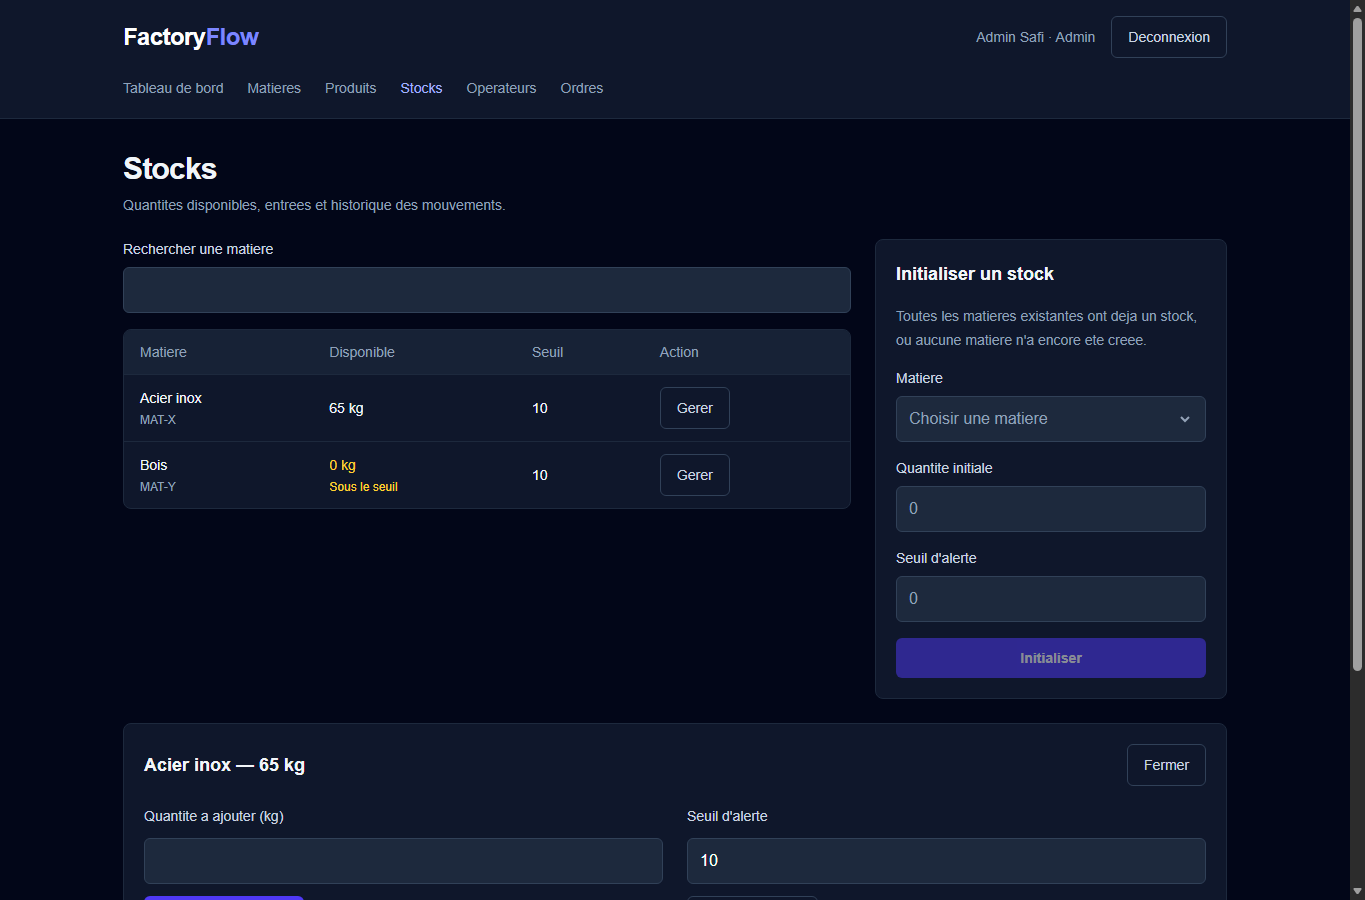 FactoryFlow
Admin Safi · Admin
Deconnexion
Tableau de bord
Matieres
Produits
Stocks
Operateurs
Ordres
Stocks
Quantites disponibles, entrees et historique des mouvements.
Rechercher une matiere
Matiere
Disponible
Seuil
Action
Acier inox
MAT-X
65 kg
10
Gerer
Bois
MAT-Y
0 kg
Sous le seuil
10
Gerer
Initialiser un stock
Toutes les matieres existantes ont deja un stock,
ou aucune matiere n'a encore ete creee.
Matiere
Choisir une matiere
Quantite initiale
0
Seuil d'alerte
0
Initialiser
Acier inox — 65 kg
Fermer
Quantite a ajouter (kg)
Seuil d'alerte
10